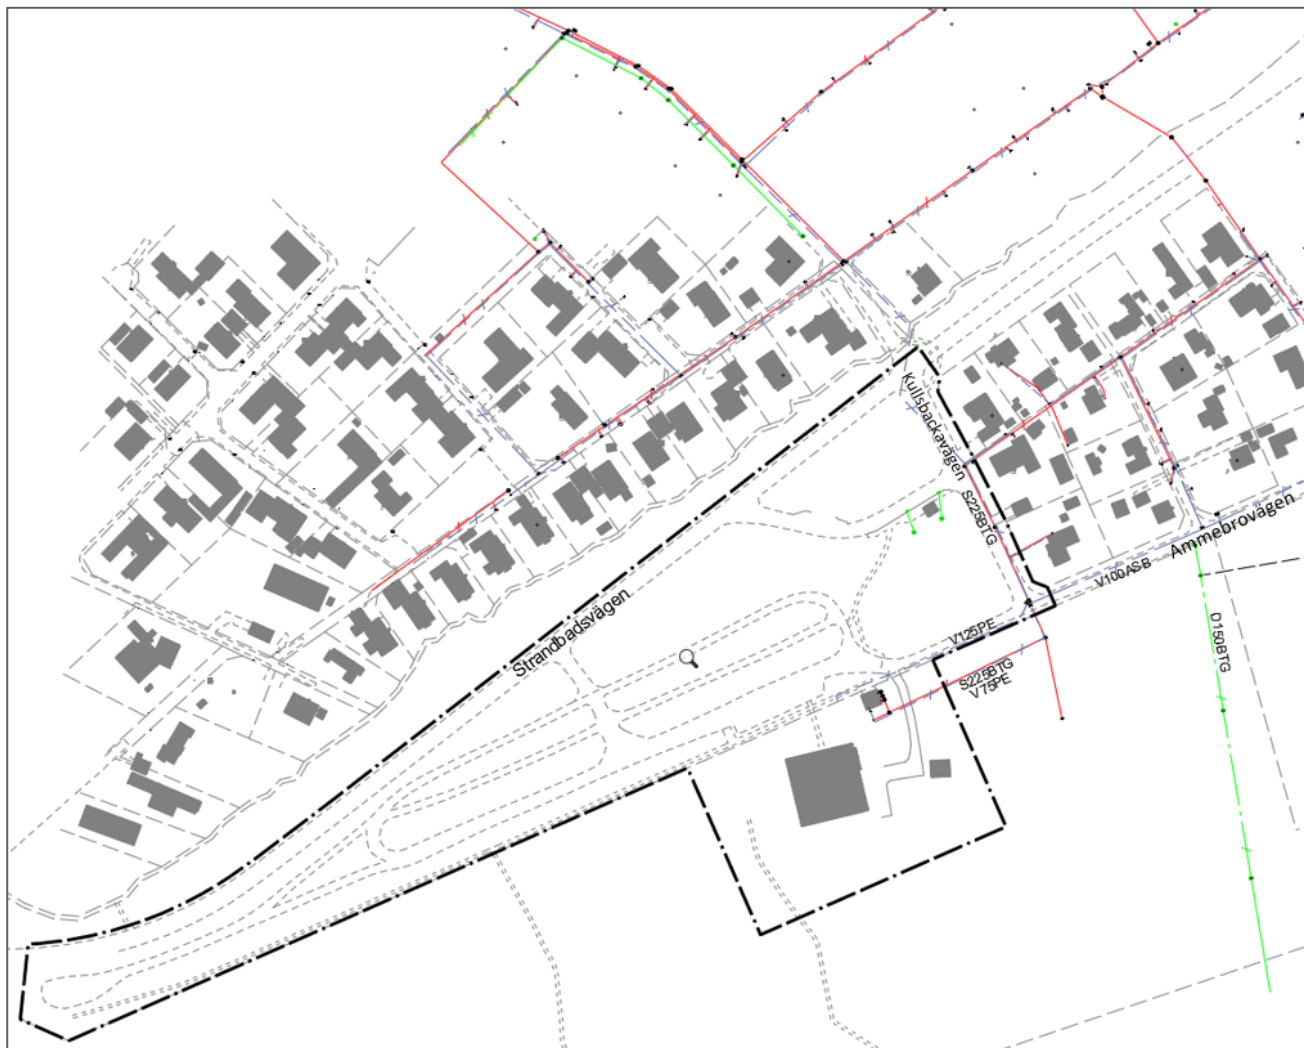 Kullsbackavägen
S225BTG
Ammebrovägen
V100ASB
Strandbadsvägen
V125PE
D150BTG
S225BTG
V75PE